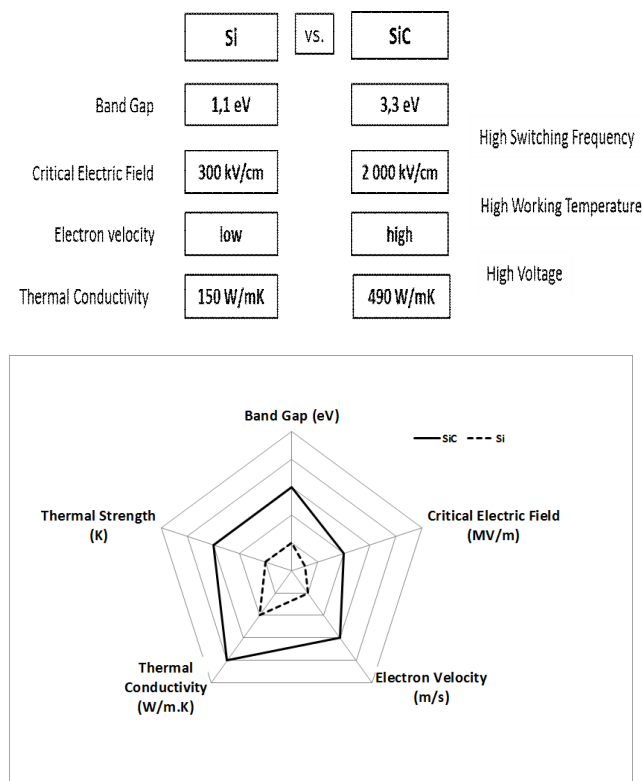 Si
vs.
SiC
Band Gap
1,1 eV
3,3 eV
High Switching Frequency
Critical Electric Field
300 kV/cm
2 000 kV/cm
High Working Temperature
Electron velocity
low
high
High Voltage
Thermal Conductivity
150 W/mK
490 W/mK
Band Gap (eV)
SiC
Si
Thermal Strength
(K)
Critical Electric Field
(MV/m)
Thermal
Conductivity
(W/m.K)
Electron Velocity
(m/s)